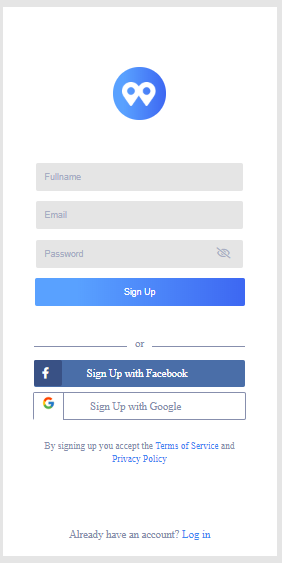 Fullname
Email
Password
Sign Up
or
Sign Up with Facebook
Sign Up with Google
By signing up you accept the Terms of Service and
Privacy Policy
Already have an account? Log in